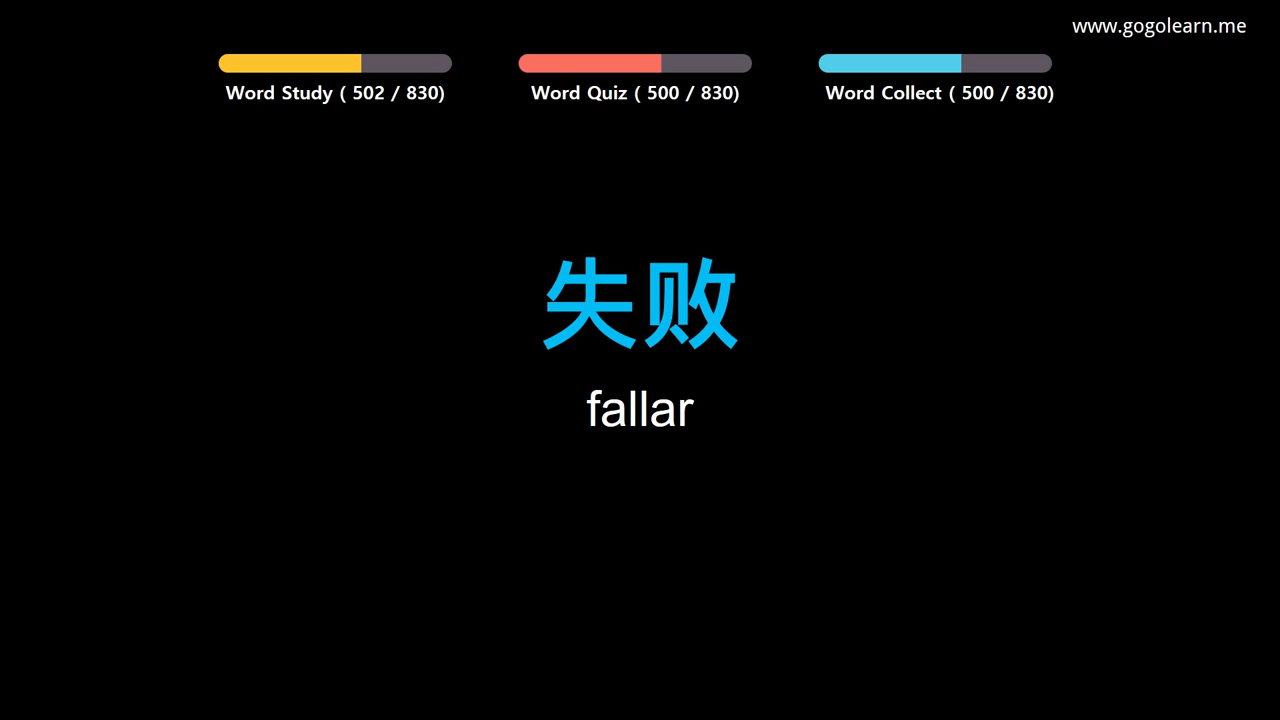 www.gogolearn.me
Word Study ( 502 / 830)
Word Quiz ( 500 / 830)
Word Collect ( 500 / 830)
失败
fallar